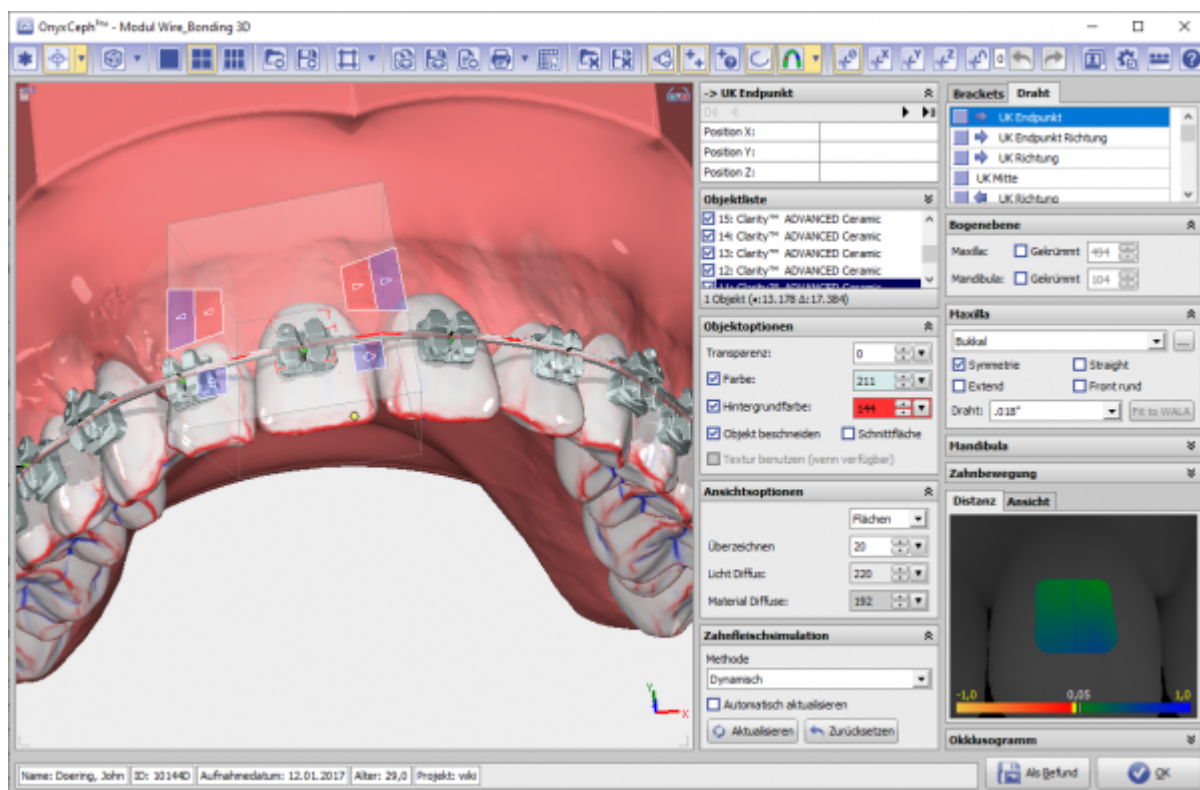 OnyxCeph³™ - Modul Wire_Bonding 3D
-> UK Endpunkt
Position X:
Position Y:
Position Z:
Objektliste
15: Clarity™ ADVANCED Ceramic
14: Clarity™ ADVANCED Ceramic
13: Clarity™ ADVANCED Ceramic
12: Clarity™ ADVANCED Ceramic
11: Clarity™ ADVANCED Ceramic
1 Objekt (•:13.178 Δ:17.384)
Objektoptionen
Transparenz: 0
Farbe: 211
Hintergrundfarbe: 144
Objekt beschneiden Schnittfläche
Textur benutzen (wenn verfügbar)
Ansichtsoptionen
Flächen
Überzeichnen 20
Licht Diffus: 220
Material Diffuse: 192
Zahnfleischsimulation
Methode
Dynamisch
Automatisch aktualisieren
Aktualisieren Zurücksetzen
Brackets Draht
UK Endpunkt
UK Endpunkt Richtung
UK Richtung
UK Mitte
UK Richtung
Bogenebene
Maxilla: Gekrümmt 494
Mandibula: Gekrümmt 104
Maxilla
Bukkal ...
Symmetrie Straight
Extend Front rund
Draht: .018" Fit to WALA
Mandibula
Zahnbewegung
Distanz Ansicht
-1,0 0,05 1,0
Okklusogramm
Y
X
Name: Doering, John ID: 10144D Aufnahmedatum: 12.01.2017 Alter: 29,0 Projekt: wiki
Als Befund OK